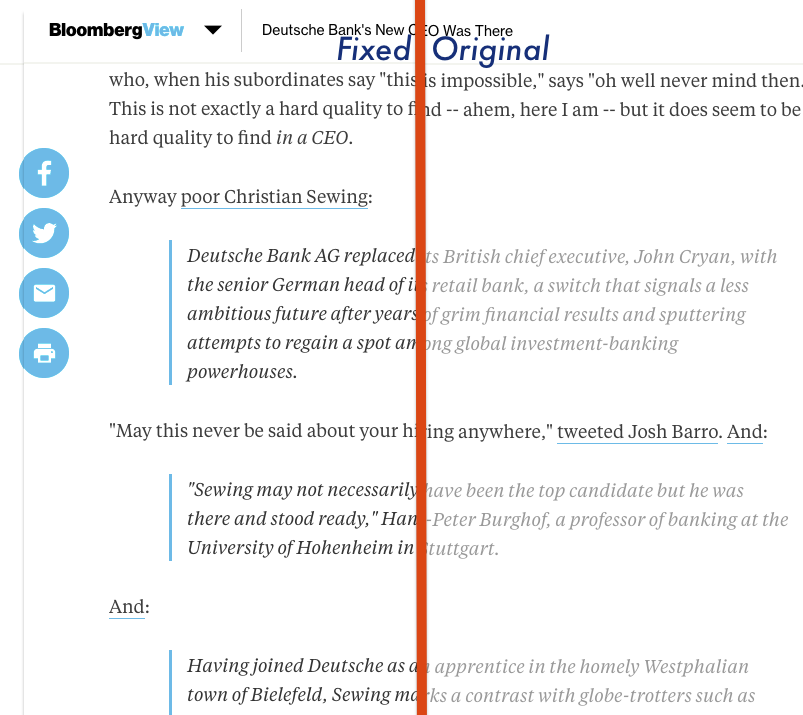 BloombergView
Deutsche Bank's New CEO Was There
Fixed Original
who, when his subordinates say "this is impossible," says "oh well never mind then.
This is not exactly a hard quality to find -- ahem, here I am -- but it does seem to be
hard quality to find in a CEO.
Anyway poor Christian Sewing:
Deutsche Bank AG replaced its British chief executive, John Cryan, with
the senior German head of its retail bank, a switch that signals a less
ambitious future after years of grim financial results and sputtering
attempts to regain a spot among global investment-banking
powerhouses.
"May this never be said about your hiring anywhere," tweeted Josh Barro. And:
"Sewing may not necessarily have been the top candidate but he was
there and stood ready," Hans-Peter Burghof, a professor of banking at the
University of Hohenheim in Stuttgart.
And:
Having joined Deutsche as an apprentice in the homely Westphalian
town of Bielefeld, Sewing marks a contrast with globe-trotters such as